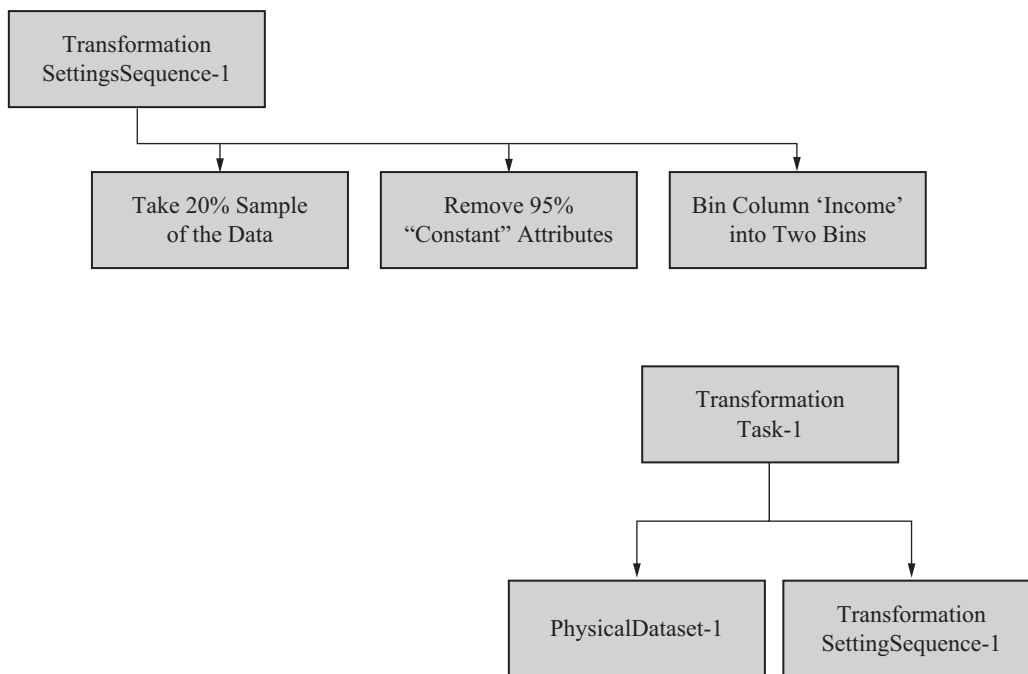 Transformation
SettingsSequence-1
Take 20% Sample
of the Data
Remove 95%
“Constant” Attributes
Bin Column ‘Income’
into Two Bins
Transformation
Task-1
PhysicalDataset-1
Transformation
SettingSequence-1